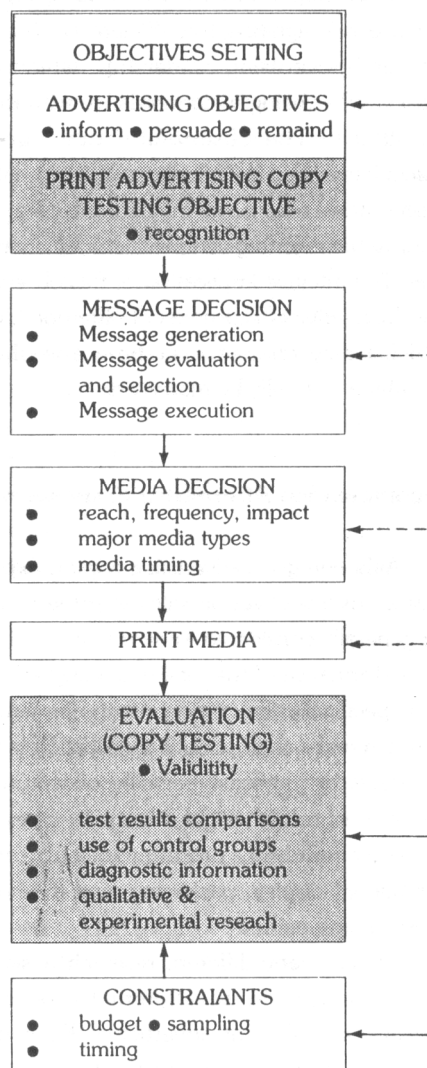 OBJECTIVES SETTING
ADVERTISING OBJECTIVES
● inform ● persuade ● remaind
PRINT ADVERTISING COPY
TESTING OBJECTIVE
● recognition
MESSAGE DECISION
● Message generation
● Message evaluation
and selection
● Message execution
MEDIA DECISION
● reach, frequency, impact
● major media types
● media timing
PRINT MEDIA
EVALUATION
(COPY TESTING)
● Validitity
● test results comparisons
● use of control groups
● diagnostic information
● qualitative &
experimental reseach
CONSTRAIANTS
● budget ● sampling
● timing